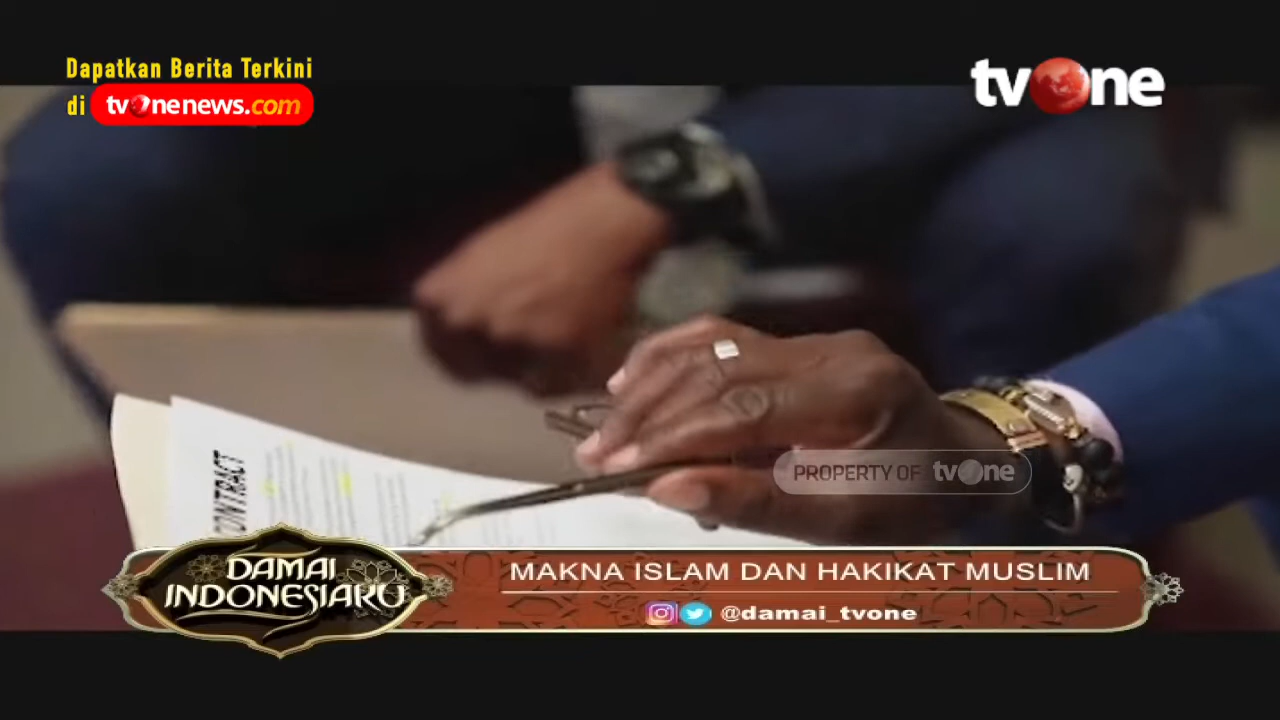 Dapatkan Berita Terkini
di tvOnenews.com
tvOne
CONTRACT
PROPERTY OF tvOne
DAMAI
INDONESIAKU
MAKNA ISLAM DAN HAKIKAT MUSLIM
@damai_tvone